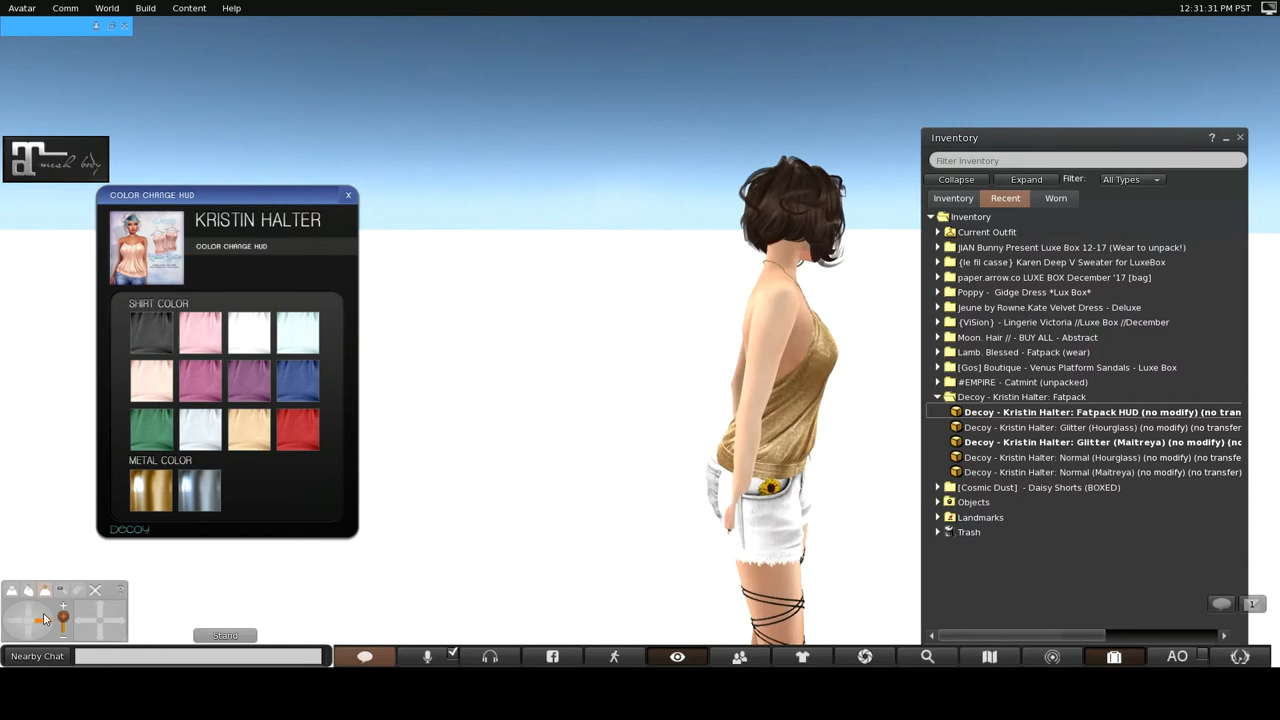 Avatar Comm World Build Content Help 12:31:31 PM PST
mesh body
COLOR CHANGE HUD X
KRISTIN HALTER
COLOR CHANGE HUD
SHIRT COLOR
METAL COLOR
Decoy
Inventory ?
Filter Inventory
Collapse Expand Filter: All Types
Inventory Recent Worn
Inventory
Current Outfit
JIAN Bunny Present Luxe Box 12-17 (Wear to unpack!)
{le fil casse} Karen Deep V Sweater for LuxeBox
paper.arrow.co LUXE BOX December '17 [bag]
Poppy - Gidge Dress *Lux Box*
Jeune by Rowne.Kate Velvet Dress - Deluxe
{ViSion} - Lingerie Victoria //Luxe Box //December
Moon. Hair // - BUY ALL - Abstract
Lamb. Blessed - Fatpack (wear)
[Gos] Boutique - Venus Platform Sandals - Luxe Box
#EMPIRE - Catmint (unpacked)
Decoy - Kristin Halter: Fatpack
Decoy - Kristin Halter: Fatpack HUD (no modify) (no tran
Decoy - Kristin Halter: Glitter (Hourglass) (no modify) (no transfer
Decoy - Kristin Halter: Glitter (Maitreya) (no modify) (nc
Decoy - Kristin Halter: Normal (Hourglass) (no modify) (no transfe
Decoy - Kristin Halter: Normal (Maitreya) (no modify) (no transfer)
[Cosmic Dust] - Daisy Shorts (BOXED)
Objects
Landmarks
Trash
1
Stand
Nearby Chat AO